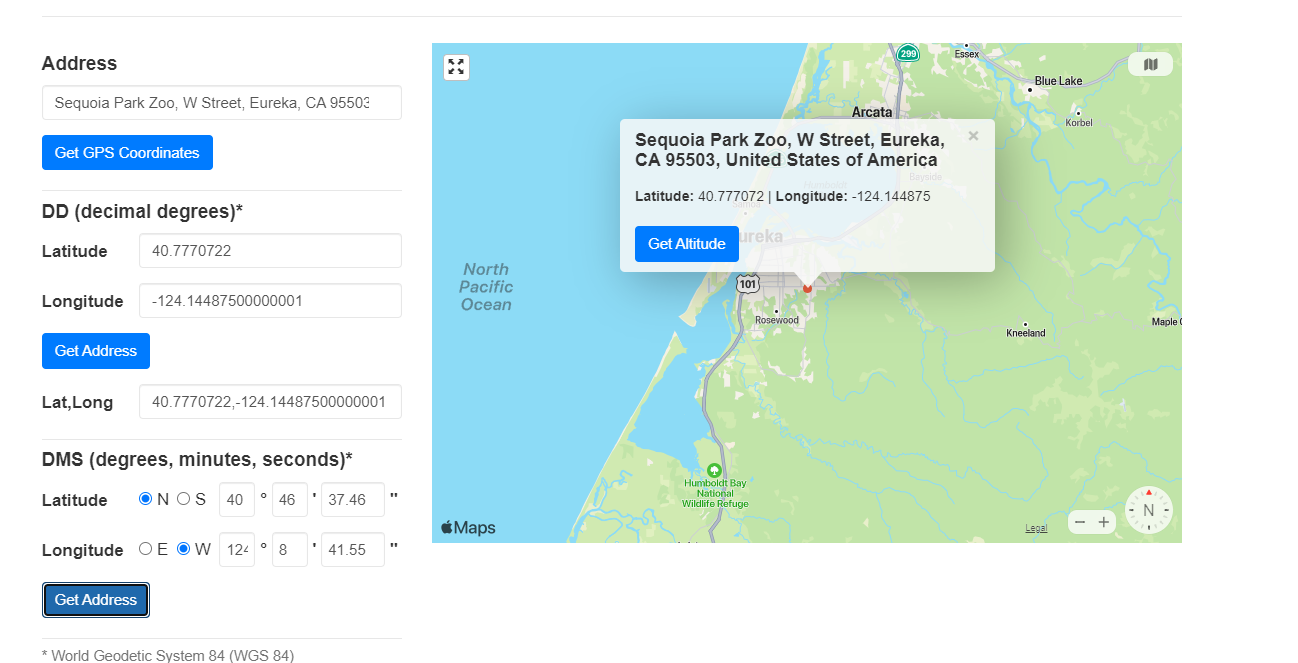 Address
Sequoia Park Zoo, W Street, Eureka, CA 95503
Get GPS Coordinates
DD (decimal degrees)*
Latitude 40.7770722
Longitude -124.14487500000001
Get Address
Lat,Long 40.7770722,-124.14487500000001
DMS (degrees, minutes, seconds)*
Latitude N S 40 ° 46 ' 37.46 "
Longitude E W 124 ° 8 ' 41.55 "
Get Address
* World Geodetic System 84 (WGS 84)
299
Essex
Blue Lake
Korbel
Arcata
Sequoia Park Zoo, W Street, Eureka, ×
CA 95503, United States of America
Bayside
Latitude: 40.777072 | Longitude: -124.144875
Get Altitude
Eureka
North
Pacific
Ocean
101
Rosewood
Kneeland
Maple C
Humboldt Bay
National
Wildlife Refuge
Maps
Legal
− +
N